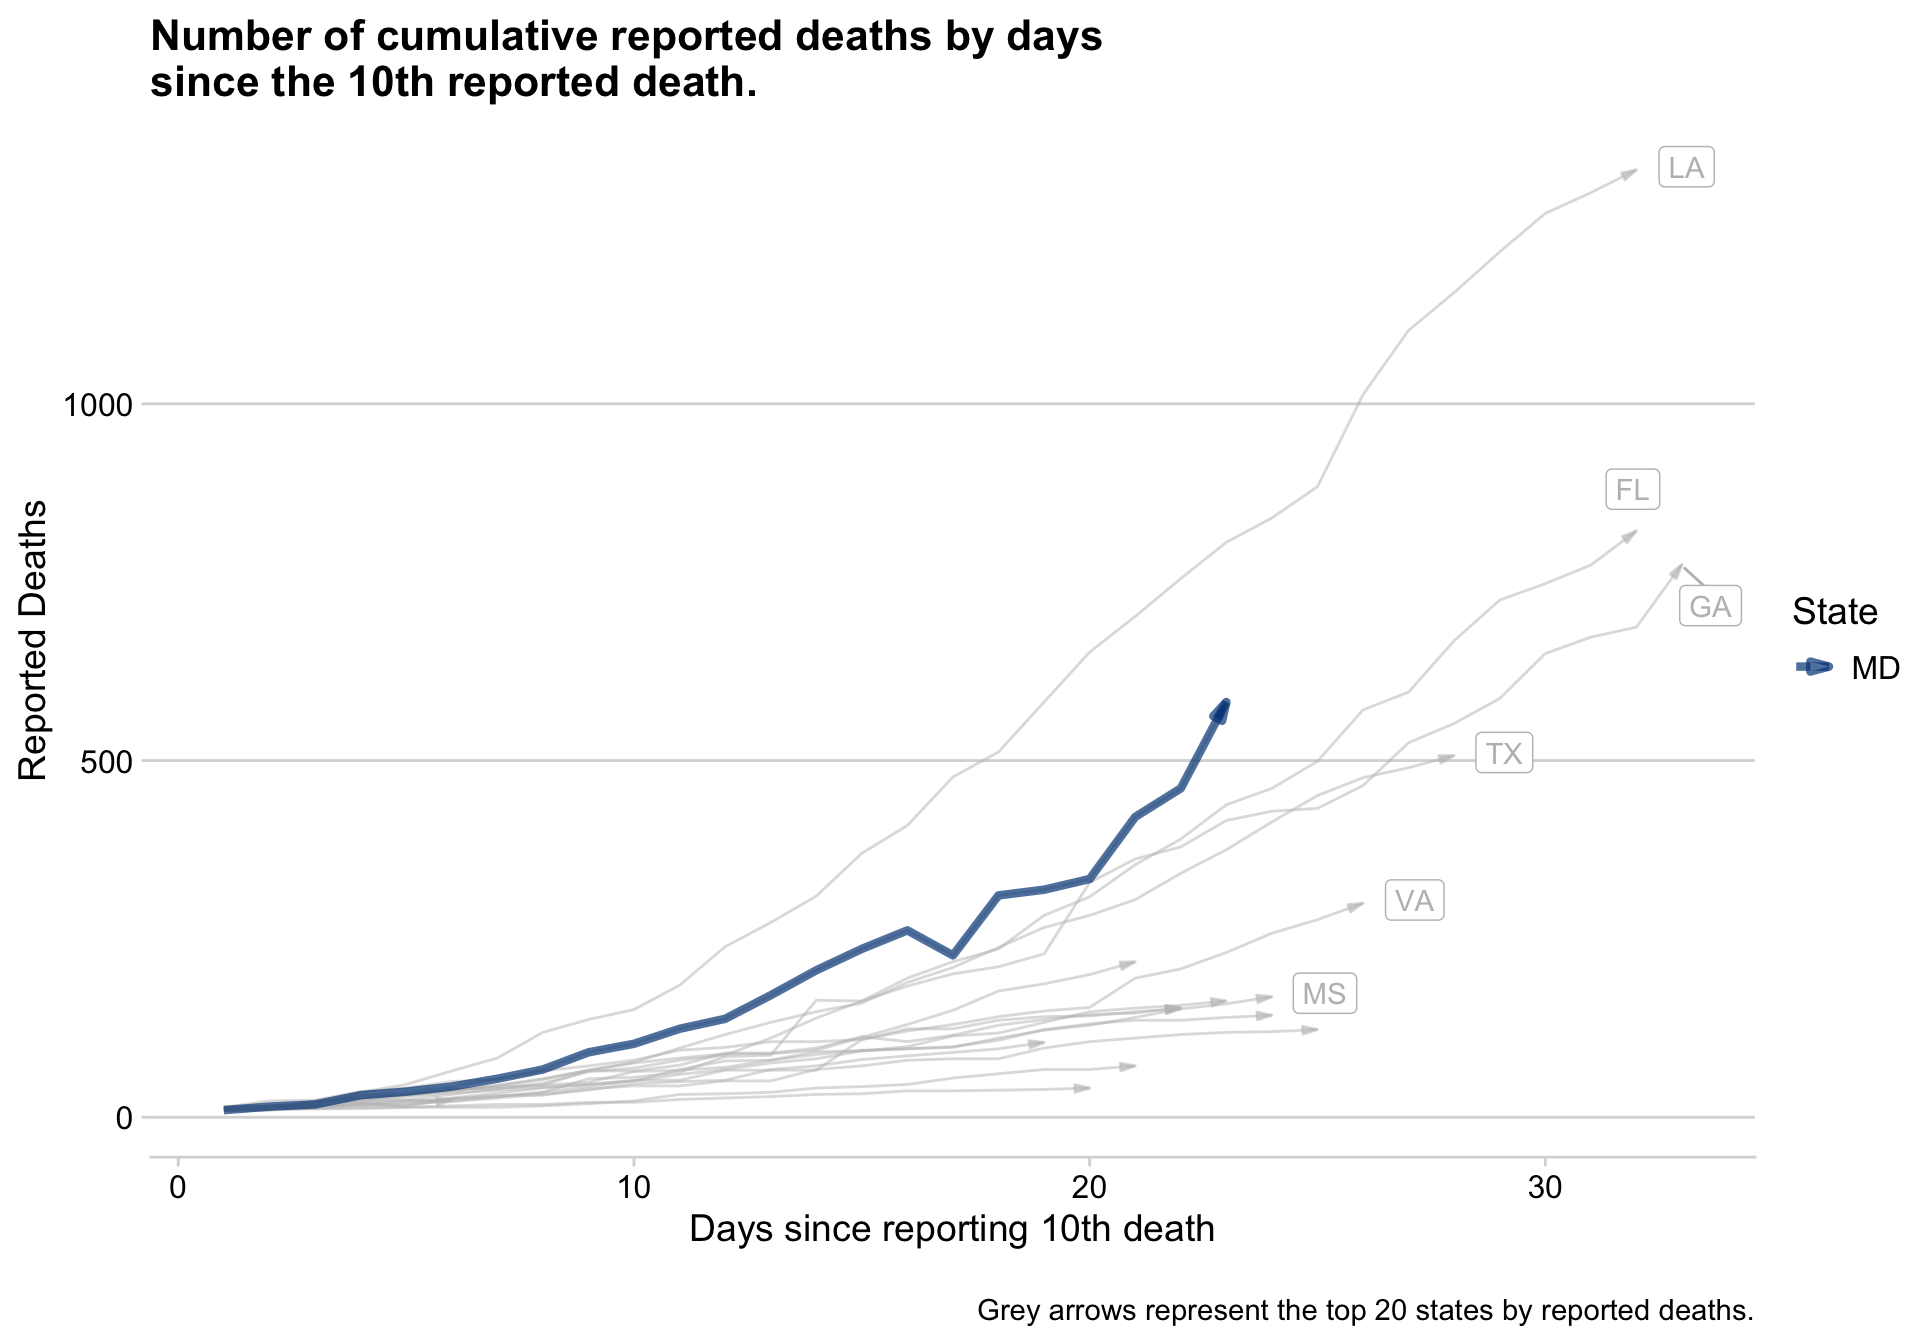 Number of cumulative reported deaths by days
since the 10th reported death.
LA
1000
FL
GA
State
MD
TX
500
VA
MS
0
Reported Deaths
0 10 20 30
Days since reporting 10th death
Grey arrows represent the top 20 states by reported deaths.